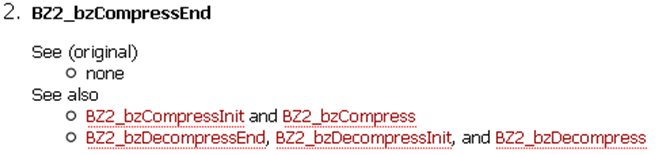 2. BZ2_bzCompressEnd
See (original)
○ none
See also
○ BZ2_bzCompressInit and BZ2_bzCompress
○ BZ2_bzDecompressEnd, BZ2_bzDecompressInit, and BZ2_bzDecompress